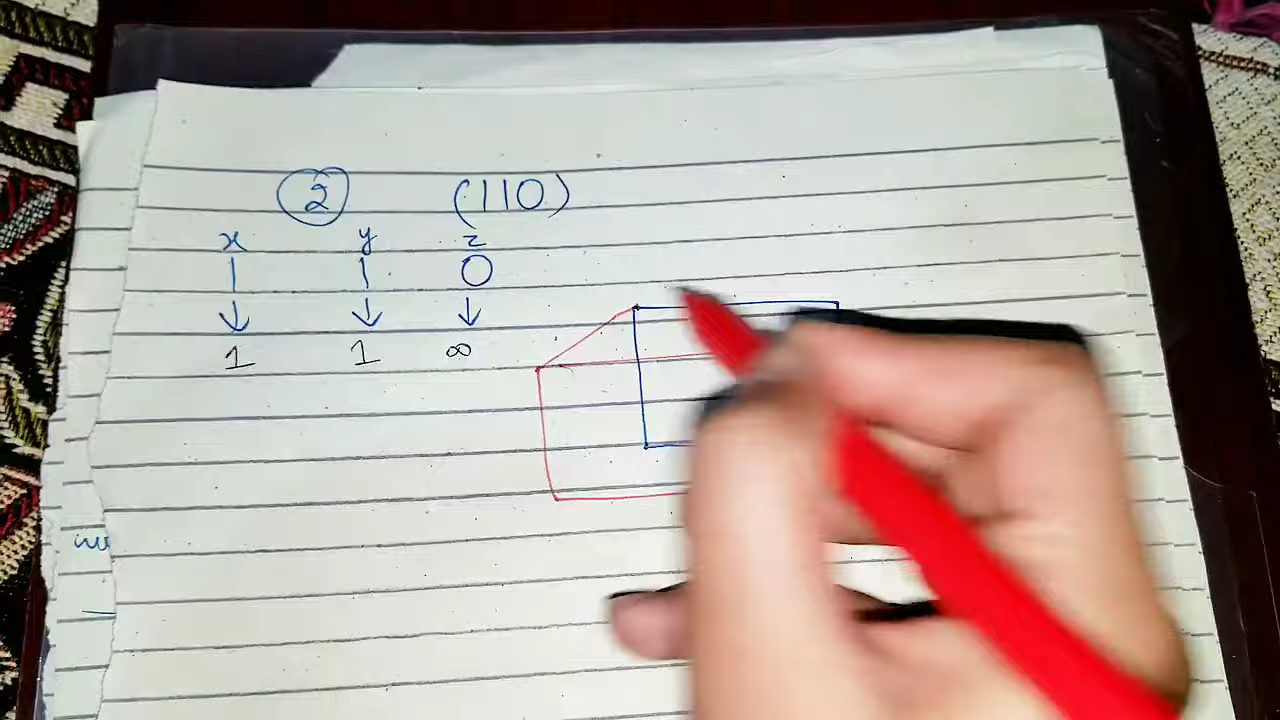 2 (110)
x y z
1 1 0
↓ ↓ ↓
1 1 ∞